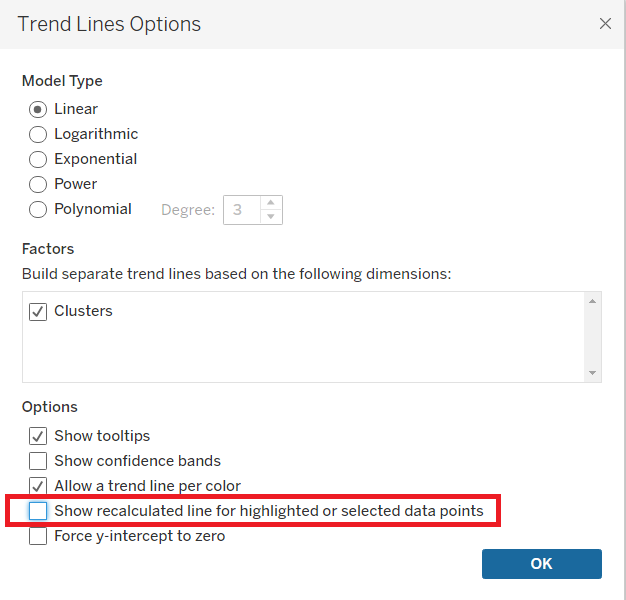 Trend Lines Options
Model Type
Linear
Logarithmic
Exponential
Power
Polynomial Degree: 3
Factors
Build separate trend lines based on the following dimensions:
Clusters
Options
Show tooltips
Show confidence bands
Allow a trend line per color
Show recalculated line for highlighted or selected data points
Force y-intercept to zero
OK